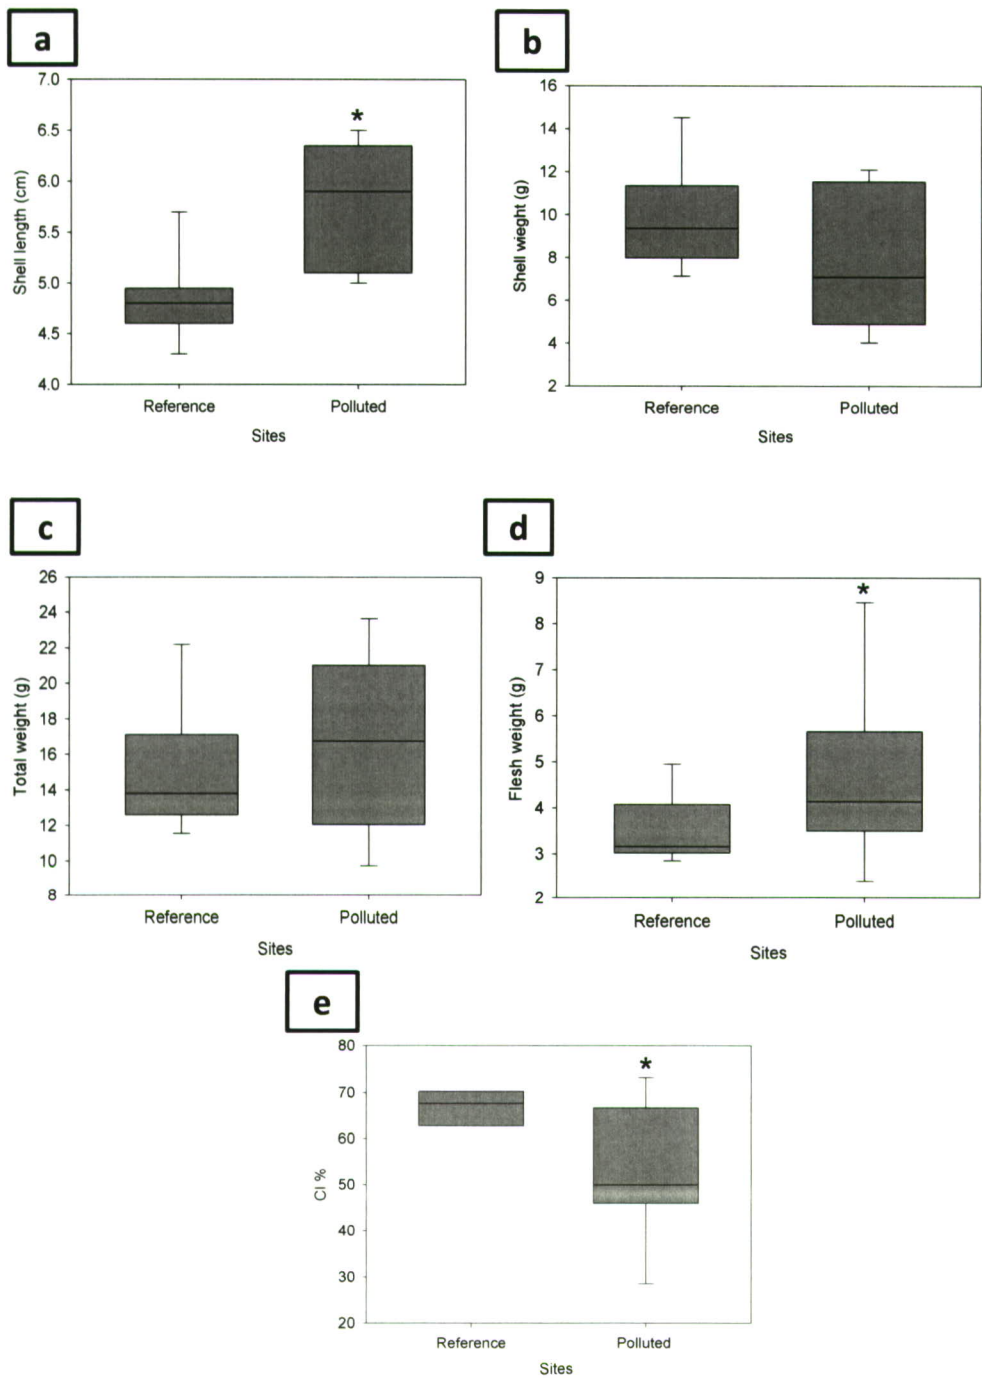 a
7.0
6.5
6.0
5.5
5.0
4.5
4.0
Shell length (cm)
*
Reference Polluted
Sites
b
16
14
12
10
8
6
4
2
Shell wieght (g)
Reference Polluted
Sites
c
26
24
22
20
18
16
14
12
10
8
Total weight (g)
Reference Polluted
Sites
d
9
8
7
6
5
4
3
2
Flesh weight (g)
*
Reference Polluted
Sites
e
80
70
60
50
40
30
20
CI %
*
Reference Polluted
Sites